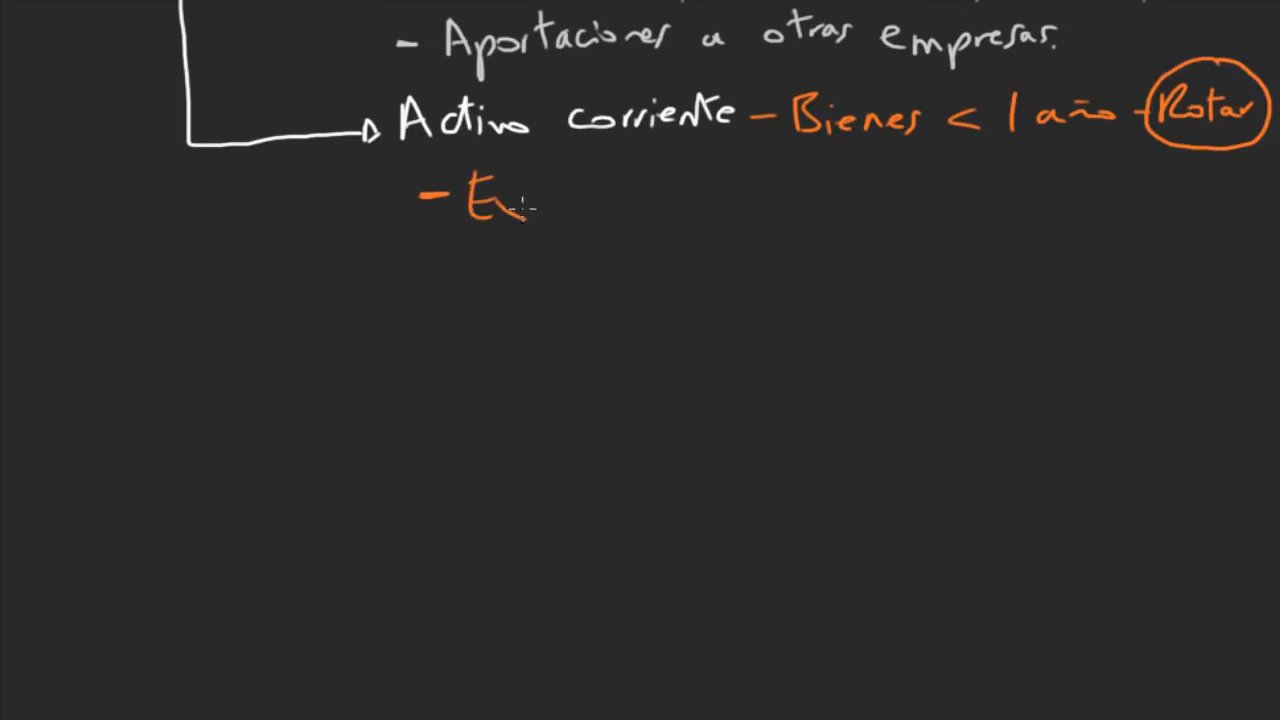 - Aportaciones a otras empresas.
Activo corriente - Bienes < 1 año - Rotar
- E